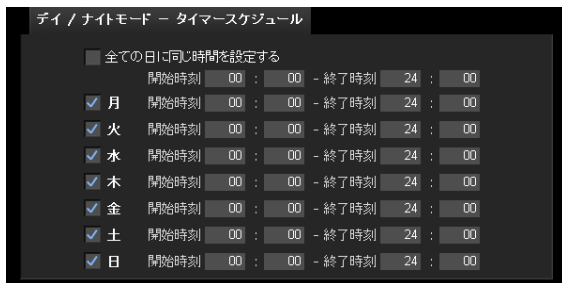 デイ / ナイトモード － タイマースケジュール
全ての日に同じ時間を設定する
開始時刻 00 : 00 － 終了時刻 24 : 00
月 開始時刻 00 : 00 － 終了時刻 24 : 00
火 開始時刻 00 : 00 － 終了時刻 24 : 00
水 開始時刻 00 : 00 － 終了時刻 24 : 00
木 開始時刻 00 : 00 － 終了時刻 24 : 00
金 開始時刻 00 : 00 － 終了時刻 24 : 00
土 開始時刻 00 : 00 － 終了時刻 24 : 00
日 開始時刻 00 : 00 － 終了時刻 24 : 00